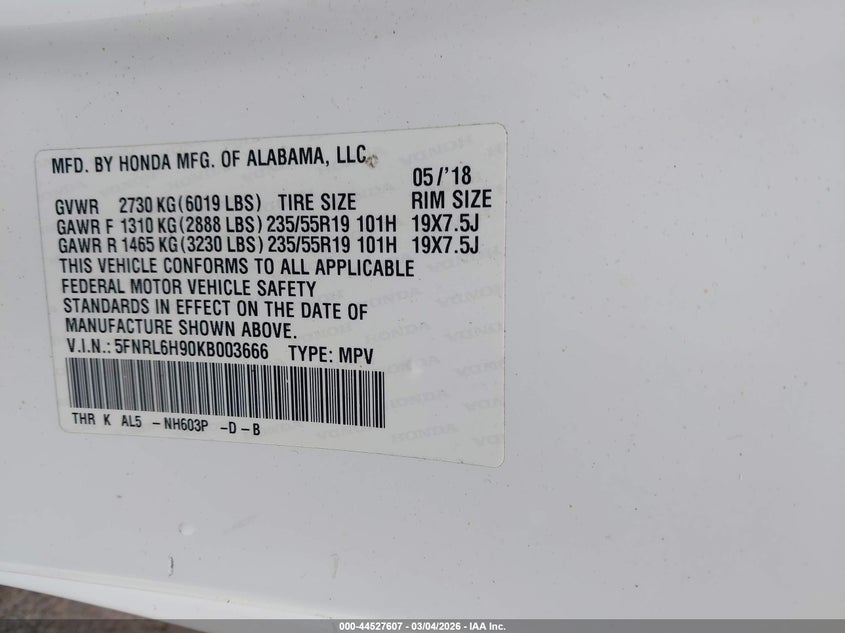 MFD. BY HONDA MFG. OF ALABAMA, LLC
05/'18
GVWR 2730 KG(6019 LBS) TIRE SIZE RIM SIZE
GAWR F 1310 KG(2888 LBS) 235/55R19 101H 19X7.5J
GAWR R 1465 KG(3230 LBS) 235/55R19 101H 19X7.5J
THIS VEHICLE CONFORMS TO ALL APPLICABLE
FEDERAL MOTOR VEHICLE SAFETY
STANDARDS IN EFFECT ON THE DATE OF
MANUFACTURE SHOWN ABOVE.
V.I.N.: 5FNRL6H90KB003666 TYPE: MPV
THR K AL5 - NH603P -D - B
000-44527607 - 03/04/2026 - IAA Inc.